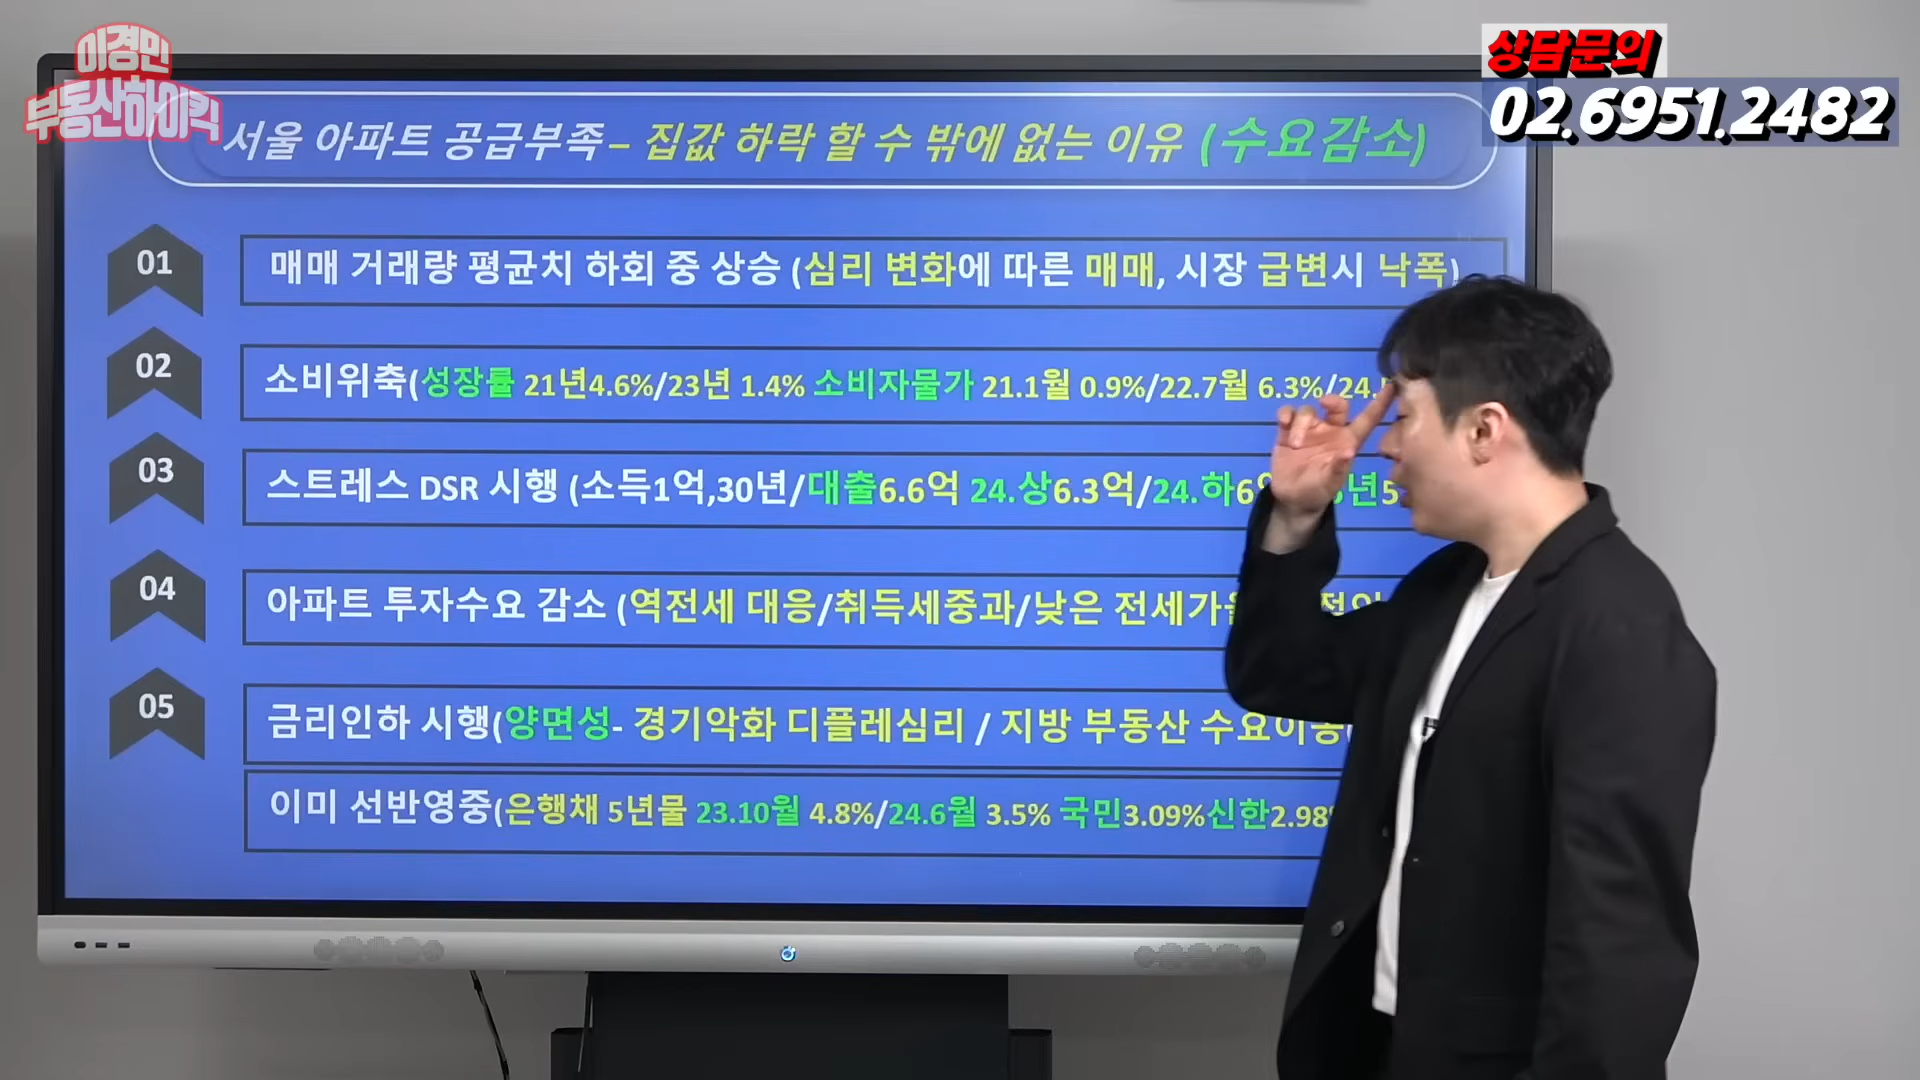 이경민
부동산하이킥
상담문의
02.6951.2482
서울 아파트 공급부족 – 집값 하락 할 수 밖에 없는 이유 (수요감소)
01
매매 거래량 평균치 하회 중 상승 (심리 변화에 따른 매매, 시장 급변시 낙폭)
02
소비위축(성장률 21년4.6%/23년 1.4% 소비자물가 21.1월 0.9%/22.7월 6.3%/24.
03
스트레스 DSR 시행 (소득1억,30년/대출6.6억 24.상6.3억/24.하6 년5
04
아파트 투자수요 감소 (역전세 대응/취득세중과/낮은 전세가
05
금리인하 시행(양면성- 경기악화 디플레심리 / 지방 부동산 수요이동(
이미 선반영중(은행채 5년물 23.10월 4.8%/24.6월 3.5% 국민3.09%신한2.98